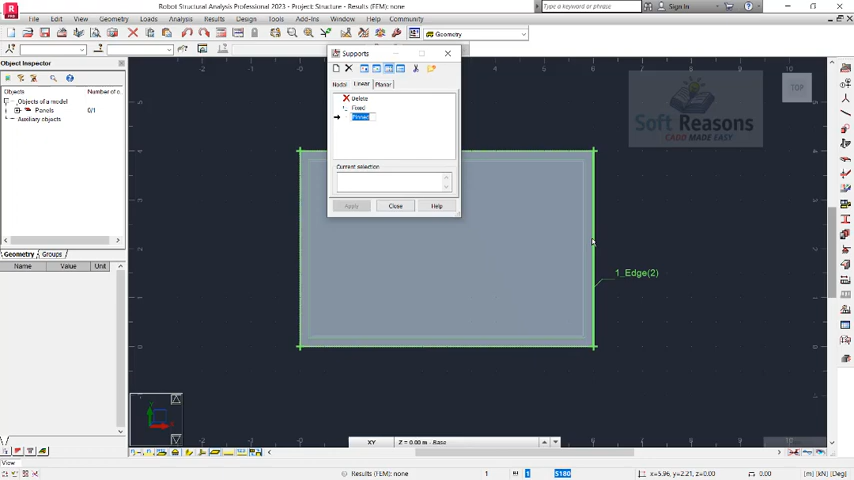 Robot Structural Analysis Professional 2023 - Project:Structure - Results (FEM): none
Type a keyword or phrase
Sign In
File Edit View Geometry Loads Analysis Results Design Tools Add-Ins Window Help Community
Geometry
Object Inspector
Objects
Number of c
Objects of a model
Panels 0/1
Auxiliary objects
Geometry Groups
Name Value Unit
Supports
Nodal Linear Planar
Delete
Fixed
Pinned
Current selection
Apply Close Help
Soft Reasons
CADD MADE EASY
TOP
1_Edge(2)
XY Z = 0.00 m - Base
View
Results (FEM): none 1 1 S180 x=5.96, y=2.21, z=0.00 0.00 [m] [kN] [Deg]